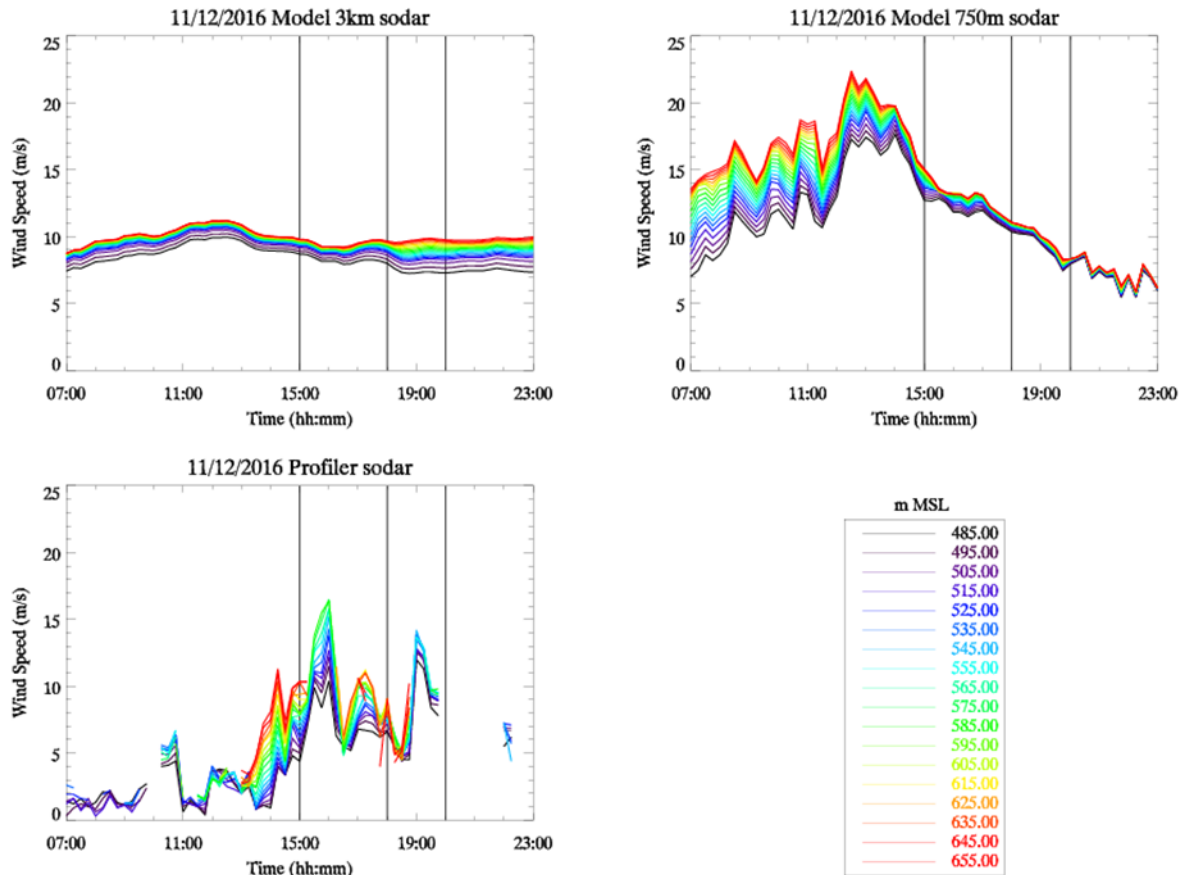 11/12/2016 Model 3km sodar
25
20
15
10
5
0
Wind Speed (m/s)
07:00 11:00 15:00 19:00 23:00
Time (hh:mm)
11/12/2016 Model 750m sodar
25
20
15
10
5
0
Wind Speed (m/s)
07:00 11:00 15:00 19:00 23:00
Time (hh:mm)
11/12/2016 Profiler sodar
25
20
15
10
5
0
Wind Speed (m/s)
07:00 11:00 15:00 19:00 23:00
Time (hh:mm)
m MSL
485.00
495.00
505.00
515.00
525.00
535.00
545.00
555.00
565.00
575.00
585.00
595.00
605.00
615.00
625.00
635.00
645.00
655.00